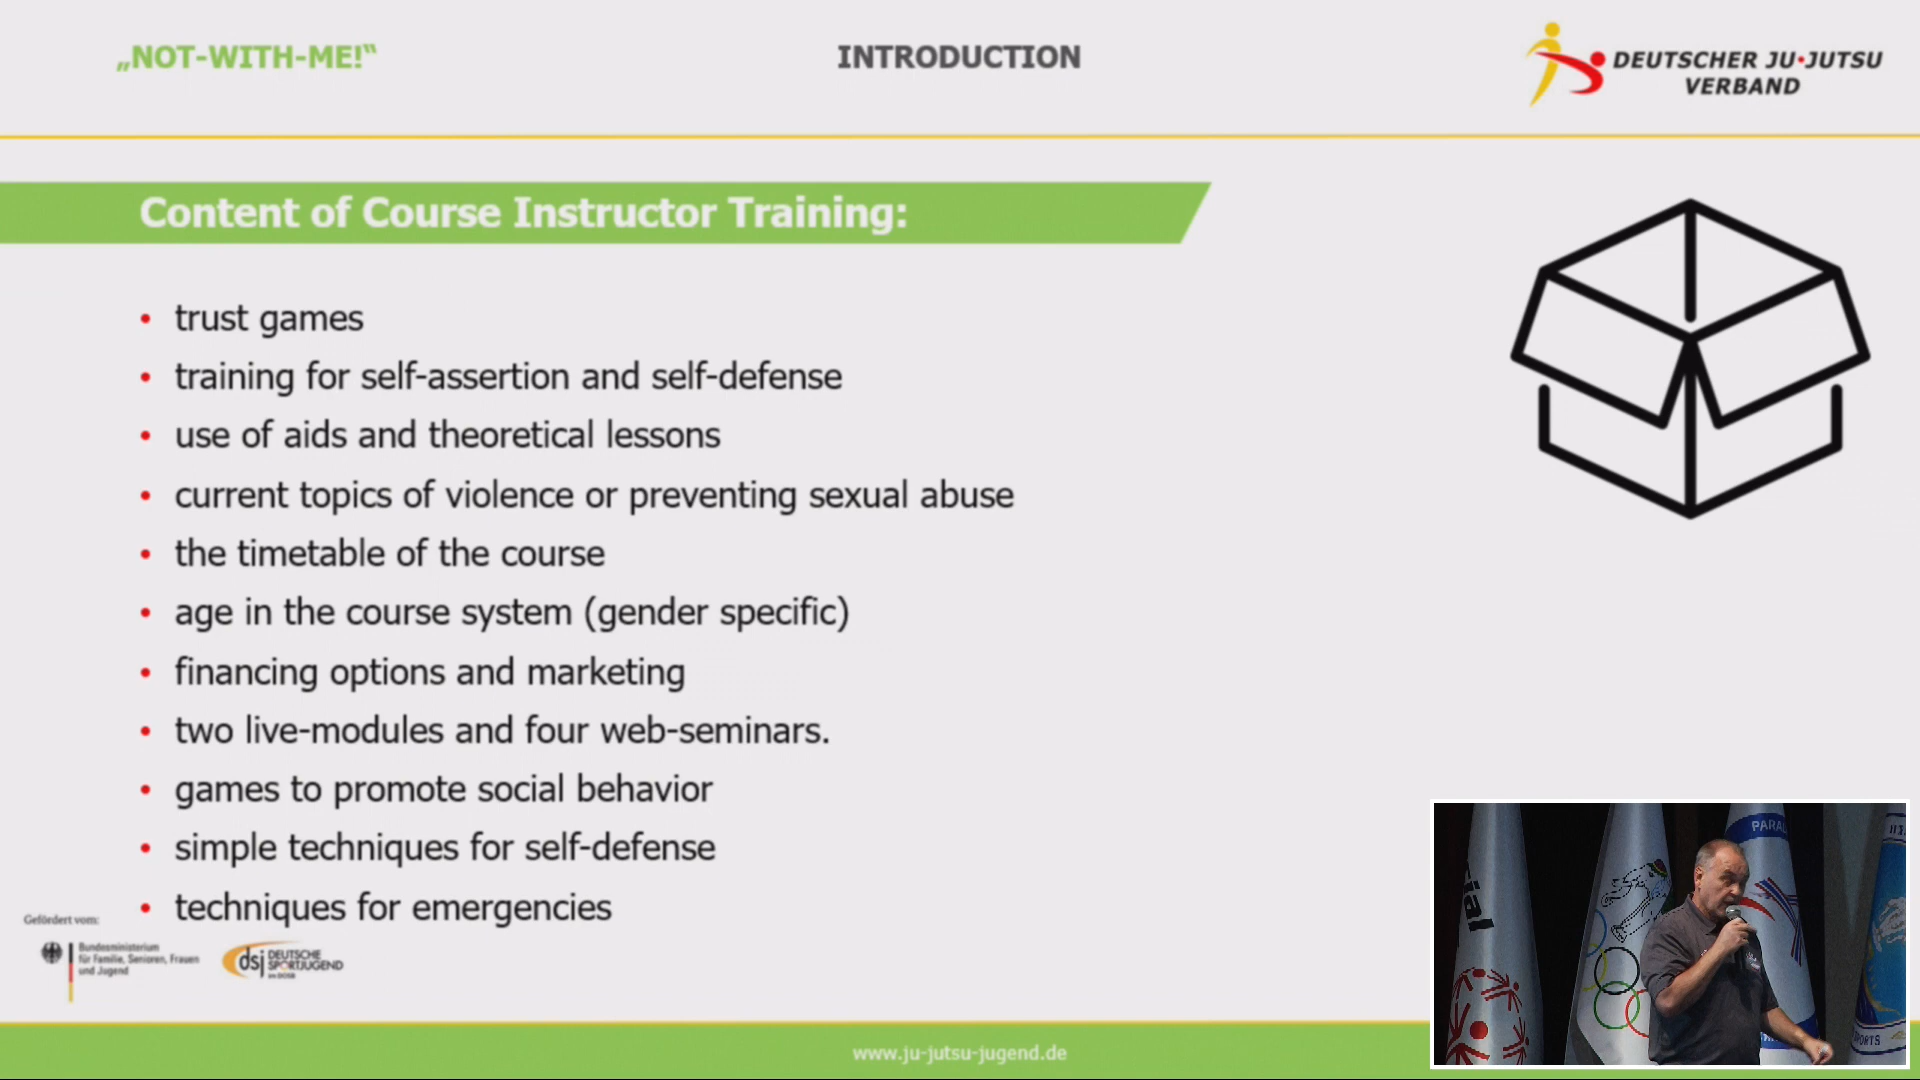 „NOT-WITH-ME!“
INTRODUCTION
DEUTSCHER JU•JUTSU
VERBAND
Content of Course Instructor Training:
• trust games
• training for self-assertion and self-defense
• use of aids and theoretical lessons
• current topics of violence or preventing sexual abuse
• the timetable of the course
• age in the course system (gender specific)
• financing options and marketing
• two live-modules and four web-seminars.
• games to promote social behavior
• simple techniques for self-defense
• techniques for emergencies
Gefördert vom:
Bundesministerium
für Familie, Senioren, Frauen
und Jugend
dsj DEUTSCHE
SPORTJUGEND
im DOSB
www.ju-jutsu-jugend.de